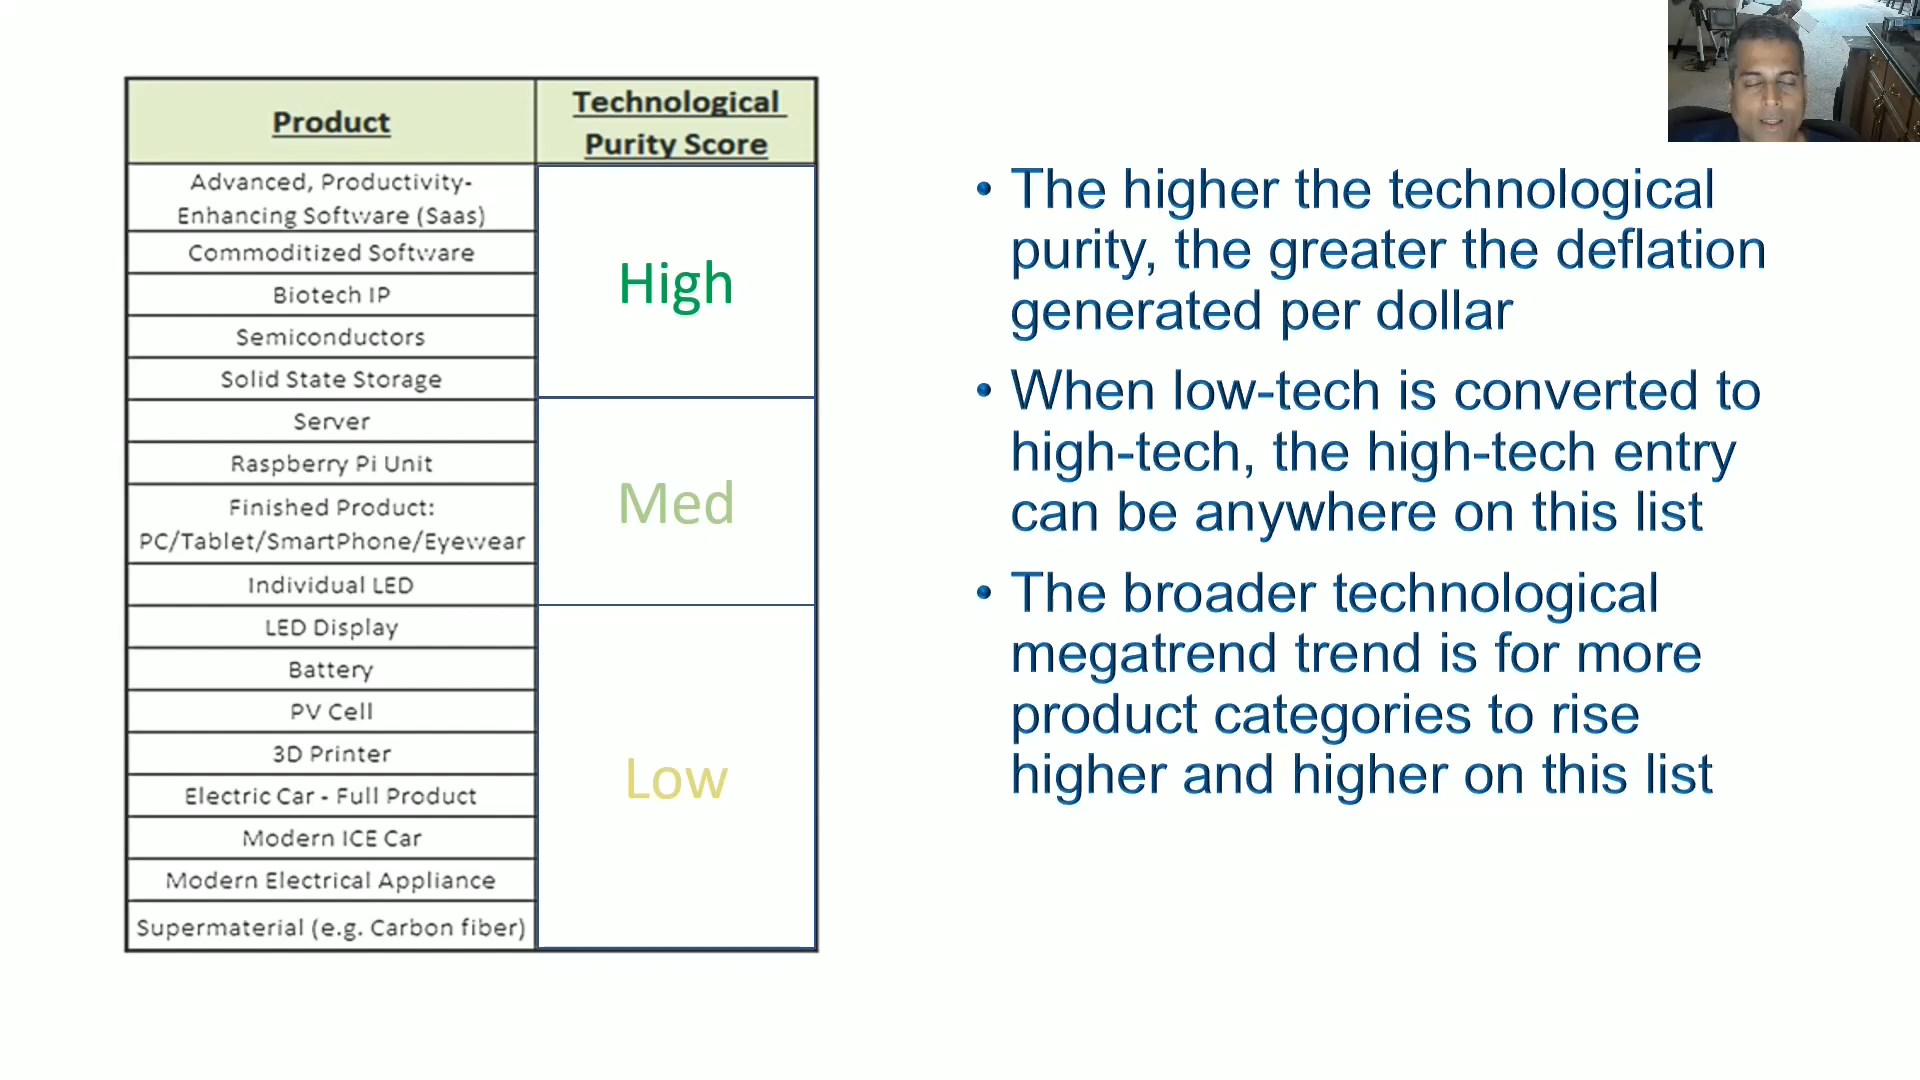 Product
Technological
Purity Score
Advanced, Productivity-
Enhancing Software (Saas)
Commoditized Software
Biotech IP
Semiconductors
Solid State Storage
Server
Raspberry Pi Unit
Finished Product:
PC/Tablet/SmartPhone/Eyewear
Individual LED
LED Display
Battery
PV Cell
3D Printer
Electric Car - Full Product
Modern ICE Car
Modern Electrical Appliance
Supermaterial (e.g. Carbon fiber)
High
Med
Low
• The higher the technological
purity, the greater the deflation
generated per dollar
• When low-tech is converted to
high-tech, the high-tech entry
can be anywhere on this list
• The broader technological
megatrend trend is for more
product categories to rise
higher and higher on this list